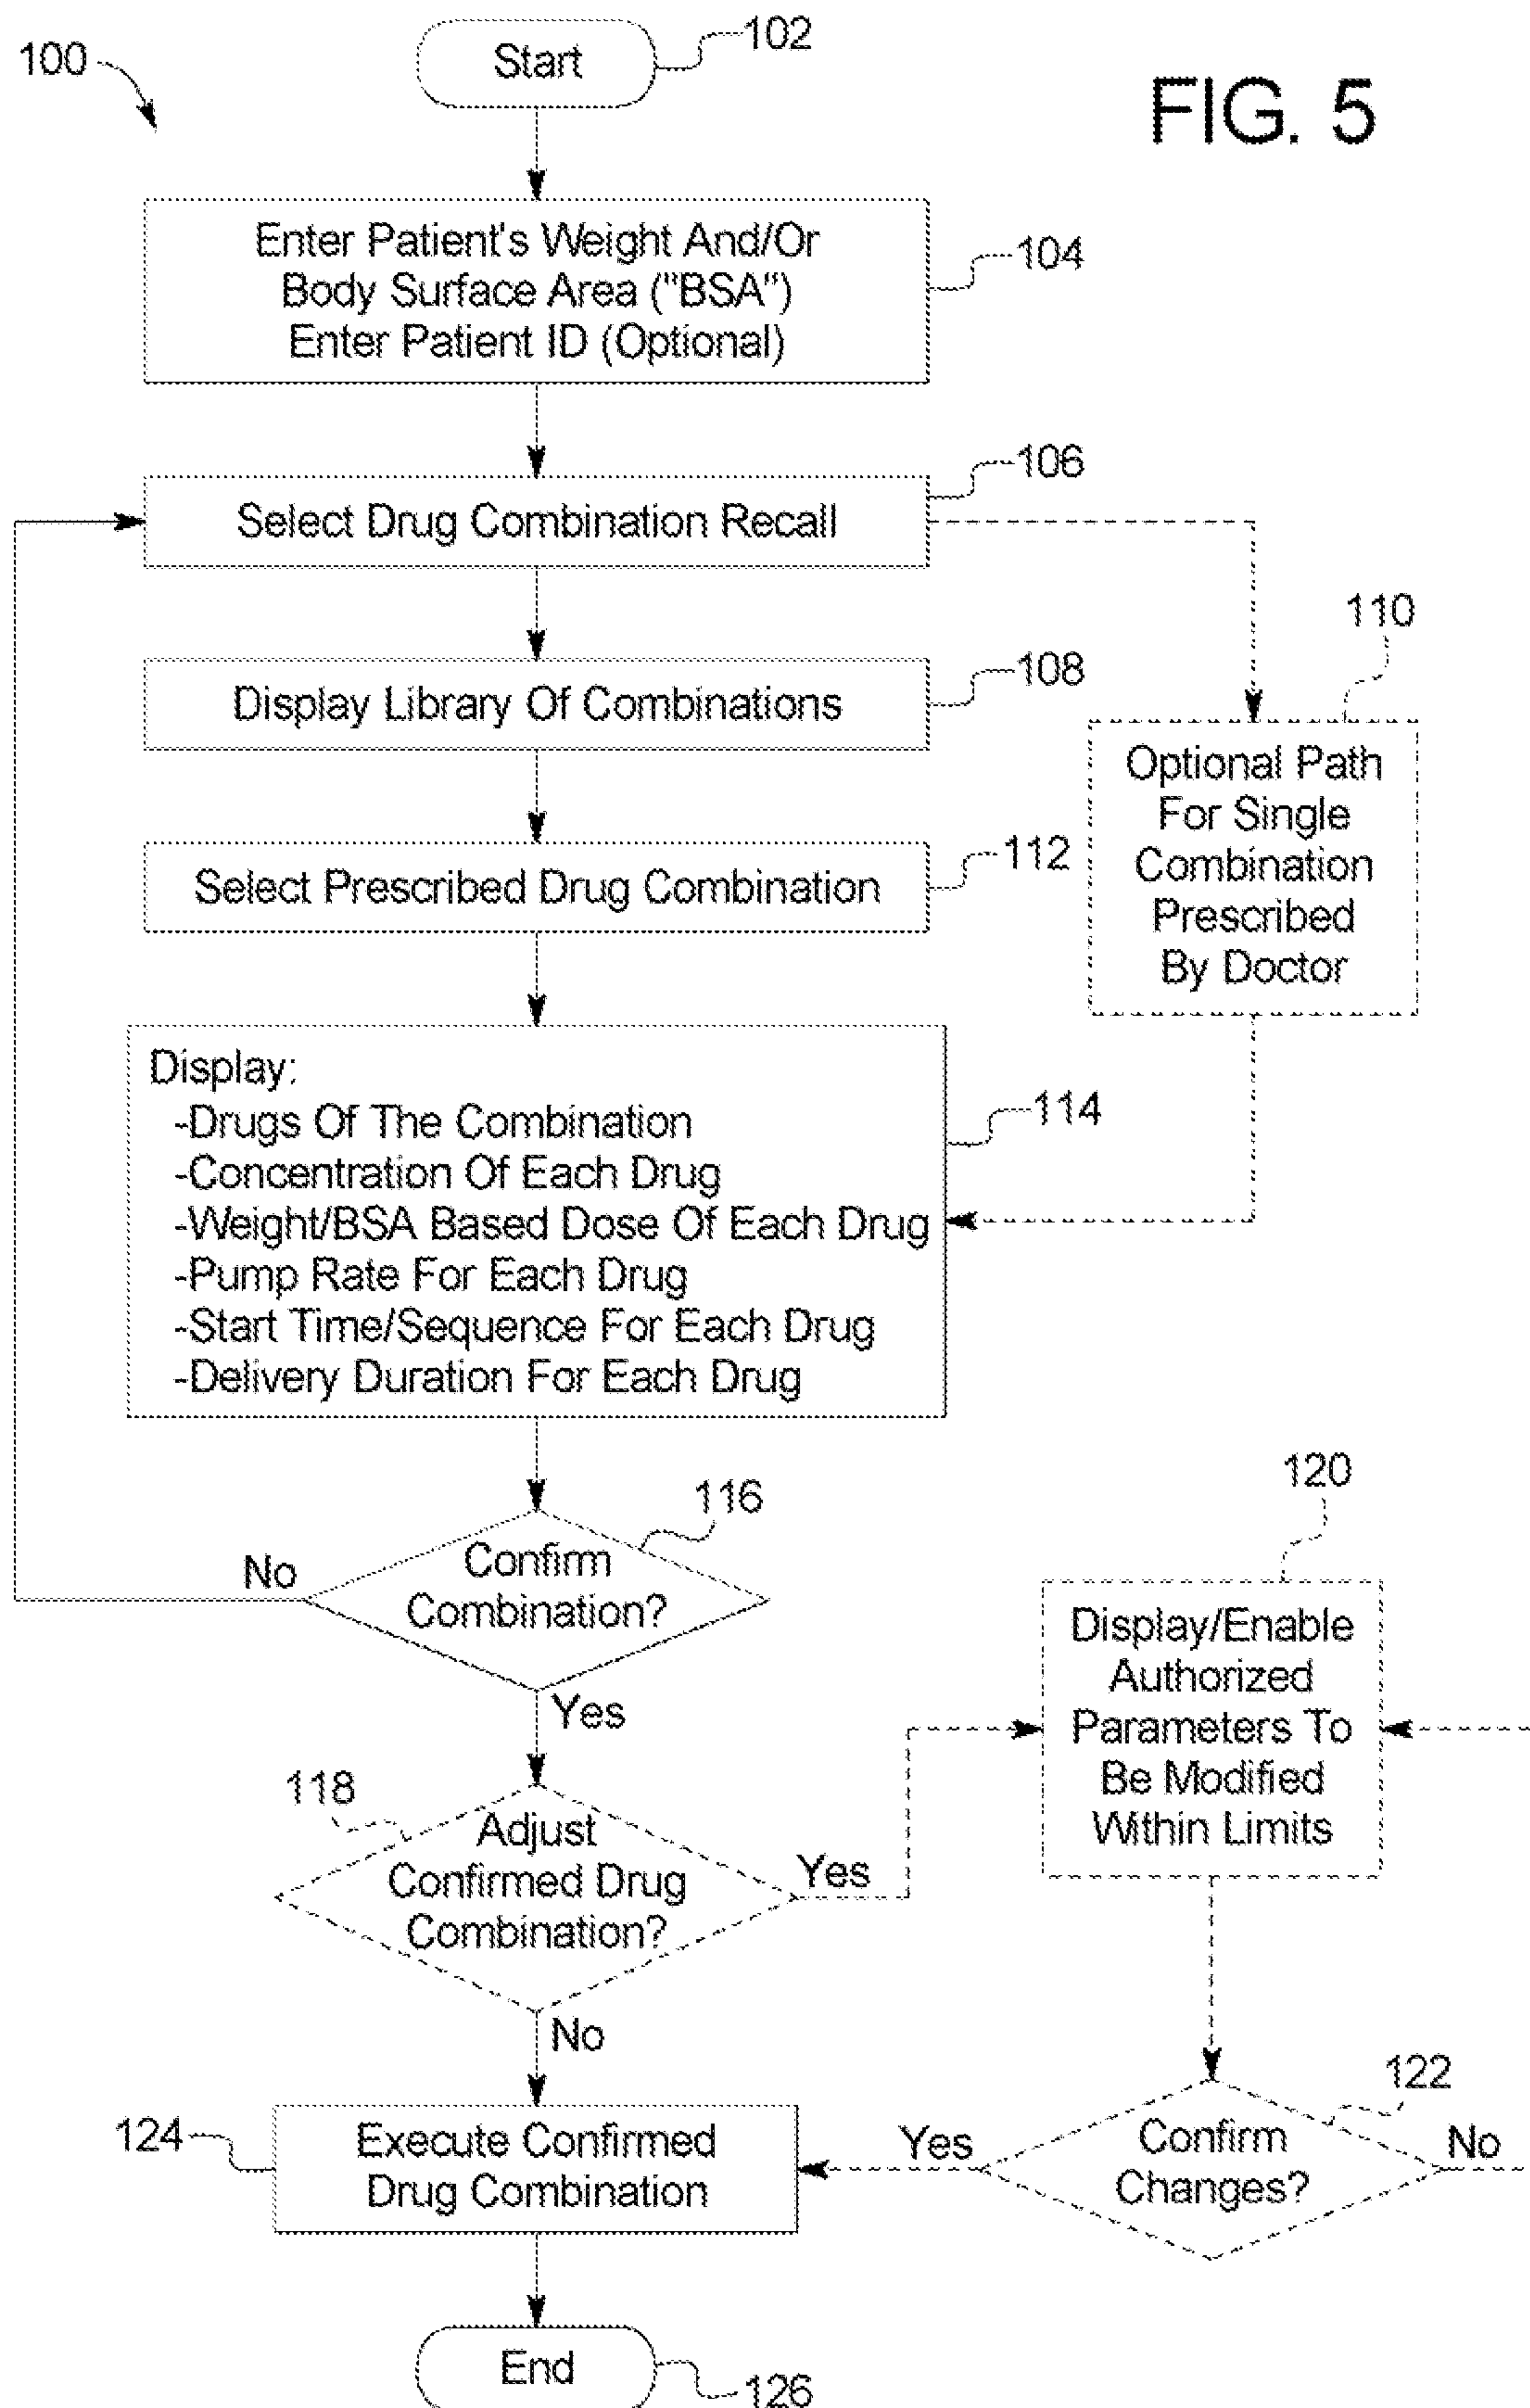 FIG. 5
100
Start
102
Enter Patient's Weight And/Or
Body Surface Area ("BSA")
Enter Patient ID (Optional)
104
Select Drug Combination Recall
106
Display Library Of Combinations
108
110
Optional Path
For Single
Combination
Prescribed
By Doctor
Select Prescribed Drug Combination
112
Display:
-Drugs Of The Combination
-Concentration Of Each Drug
-Weight/BSA Based Dose Of Each Drug
-Pump Rate For Each Drug
-Start Time/Sequence For Each Drug
-Delivery Duration For Each Drug
114
116
Confirm
Combination?
No
Yes
118
Adjust
Confirmed Drug
Combination?
Yes
No
120
Display/Enable
Authorized
Parameters To
Be Modified
Within Limits
122
Confirm
Changes?
Yes
No
124
Execute Confirmed
Drug Combination
End
126